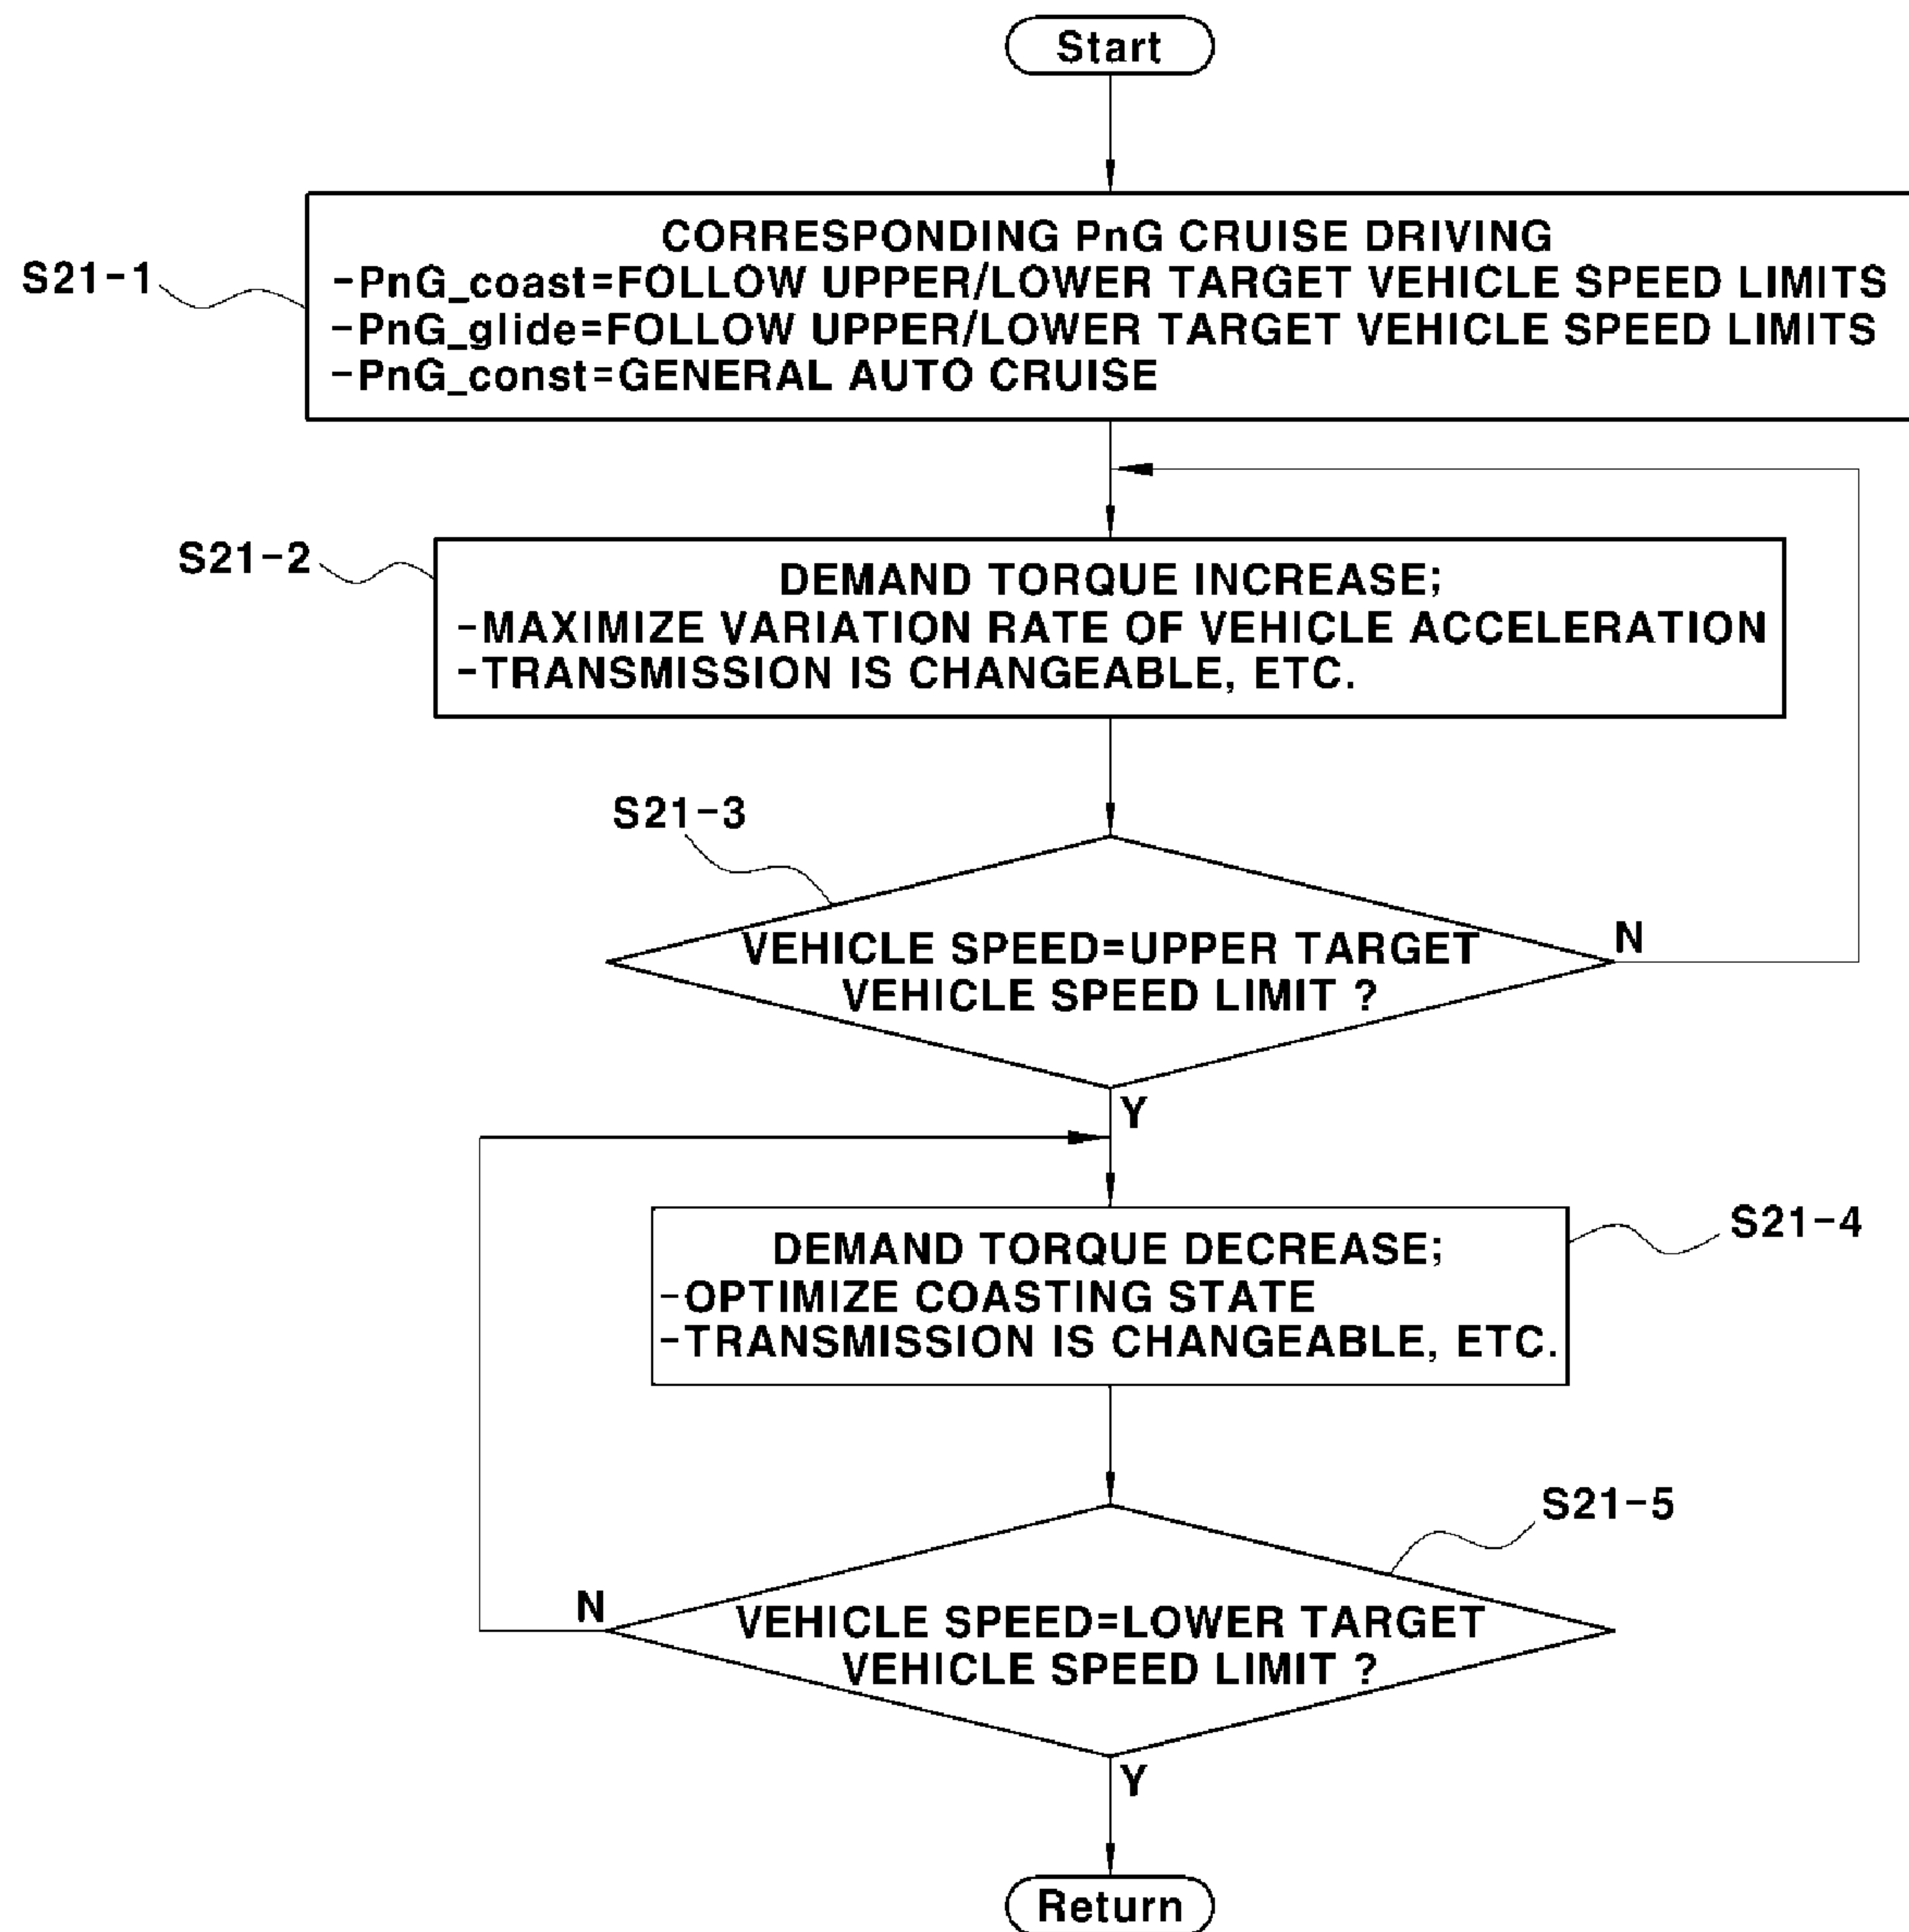 Start
S21-1
CORRESPONDING PnG CRUISE DRIVING
-PnG_coast=FOLLOW UPPER/LOWER TARGET VEHICLE SPEED LIMITS
-PnG_glide=FOLLOW UPPER/LOWER TARGET VEHICLE SPEED LIMITS
-PnG_const=GENERAL AUTO CRUISE
S21-2
DEMAND TORQUE INCREASE;
-MAXIMIZE VARIATION RATE OF VEHICLE ACCELERATION
-TRANSMISSION IS CHANGEABLE, ETC.
S21-3
VEHICLE SPEED=UPPER TARGET
VEHICLE SPEED LIMIT ?
N
Y
S21-4
DEMAND TORQUE DECREASE;
-OPTIMIZE COASTING STATE
-TRANSMISSION IS CHANGEABLE, ETC.
S21-5
N
VEHICLE SPEED=LOWER TARGET
VEHICLE SPEED LIMIT ?
Y
Return